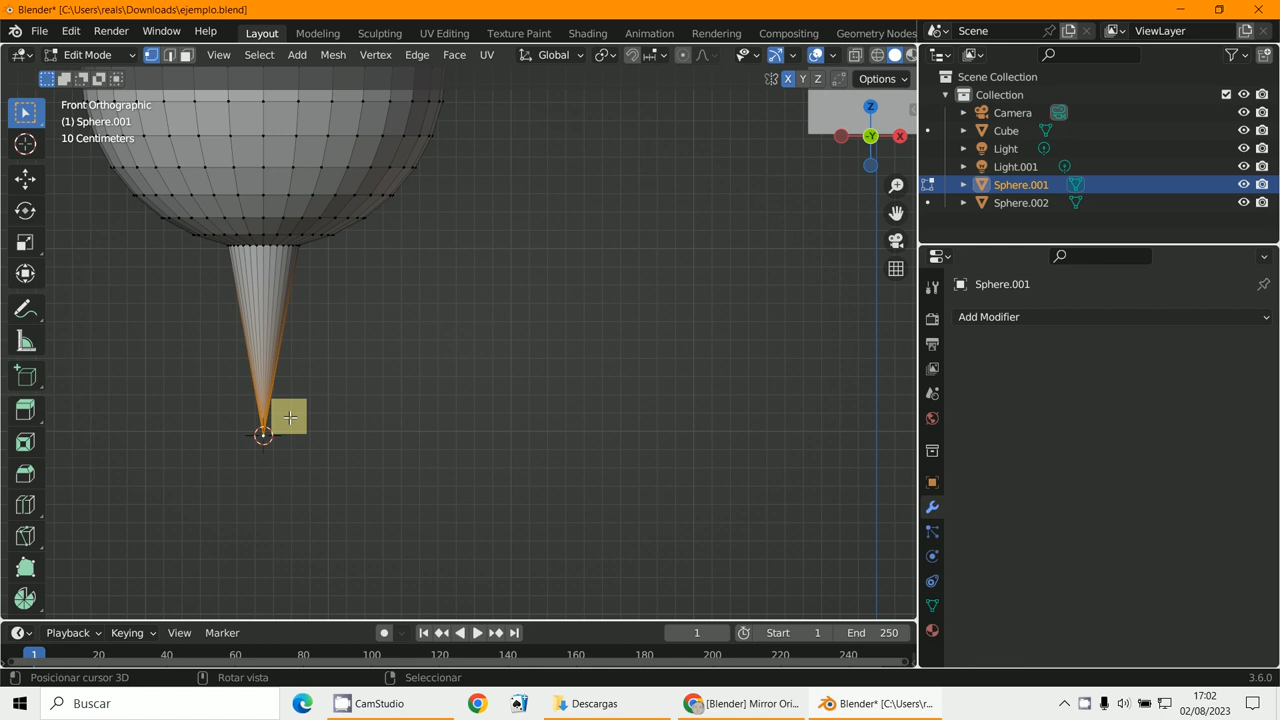 Blender* [C:\Users\reals\Downloads\ejemplo.blend]
File Edit Render Window Help Layout Modeling Sculpting UV Editing Texture Paint Shading Animation Rendering Compositing Geometry Nodes Scene ViewLayer
Edit Mode View Select Add Mesh Vertex Edge Face UV Global
X Y Z Options
Front Orthographic
(1) Sphere.001
10 Centimeters
Z
X
-Y
Scene Collection
Collection
Camera
Cube
Light
Light.001
Sphere.001
Sphere.002
Sphere.001
Add Modifier
Playback Keying View Marker 1 Start 1 End 250
1 20 40 60 80 100 120 140 160 180 200 220 240
Posicionar cursor 3D Rotar vista Seleccionar 3.6.0
Buscar CamStudio Descargas [Blender] Mirror Ori... Blender* [C:\Users\r... 17:02
02/08/2023